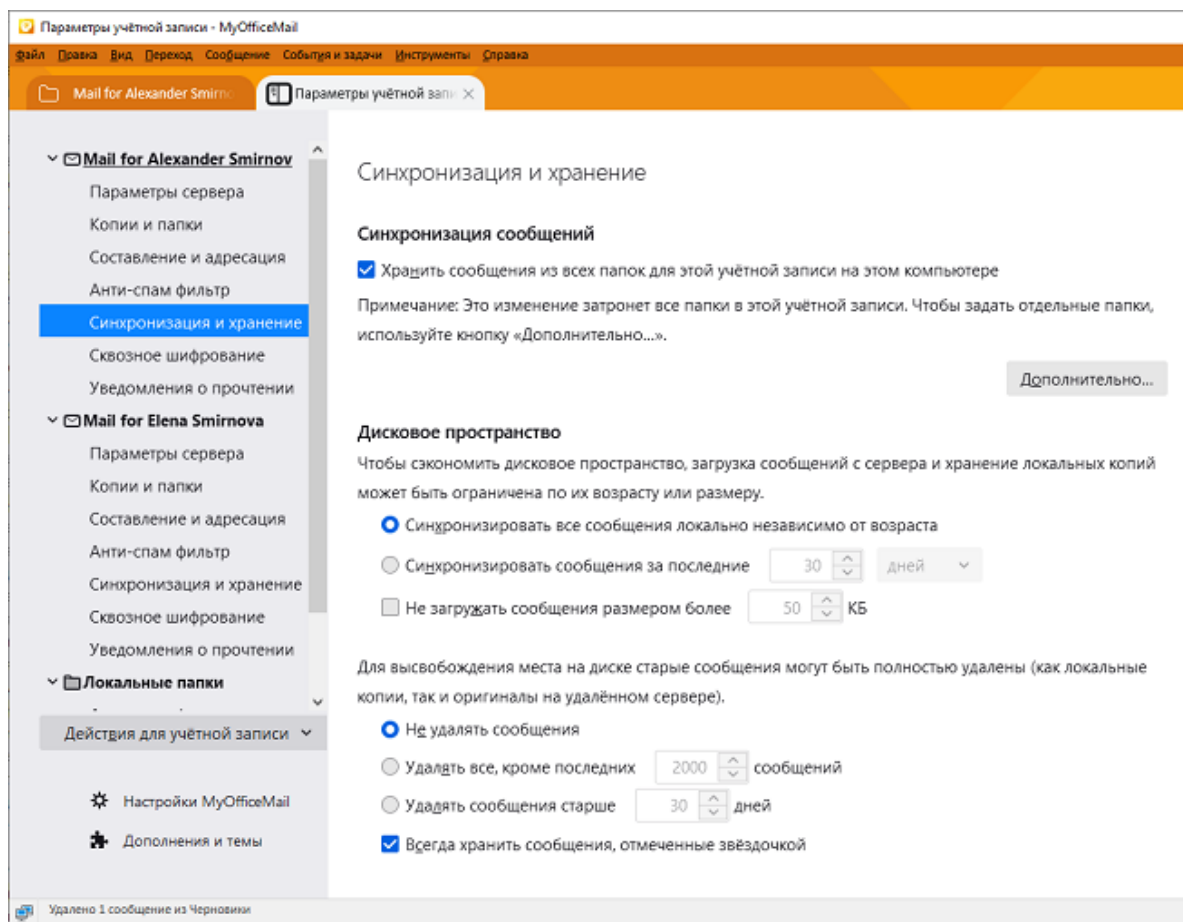 Параметры учётной записи - MyOfficeMail
Файл Правка Вид Переход Сообщение События и задачи Инструменты Справка
Mail for Alexander Smirno
Параметры учётной запи
Mail for Alexander Smirnov
Параметры сервера
Копии и папки
Составление и адресация
Анти-спам фильтр
Синхронизация и хранение
Сквозное шифрование
Уведомления о прочтении
Mail for Elena Smirnova
Параметры сервера
Копии и папки
Составление и адресация
Анти-спам фильтр
Синхронизация и хранение
Сквозное шифрование
Уведомления о прочтении
Локальные папки
Действия для учётной записи
Настройки MyOfficeMail
Дополнения и темы
Синхронизация и хранение
Синхронизация сообщений
Хранить сообщения из всех папок для этой учётной записи на этом компьютере
Примечание: Это изменение затронет все папки в этой учётной записи. Чтобы задать отдельные папки,
используйте кнопку «Дополнительно...».
Дополнительно...
Дисковое пространство
Чтобы сэкономить дисковое пространство, загрузка сообщений с сервера и хранение локальных копий
может быть ограничена по их возрасту или размеру.
Синхронизировать все сообщения локально независимо от возраста
Синхронизировать сообщения за последние 30 дней
Не загружать сообщения размером более 50 КБ
Для высвобождения места на диске старые сообщения могут быть полностью удалены (как локальные
копии, так и оригиналы на удалённом сервере).
Не удалять сообщения
Удалять все, кроме последних 2000 сообщений
Удалять сообщения старше 30 дней
Всегда хранить сообщения, отмеченные звёздочкой
Удалено 1 сообщение из Черновики